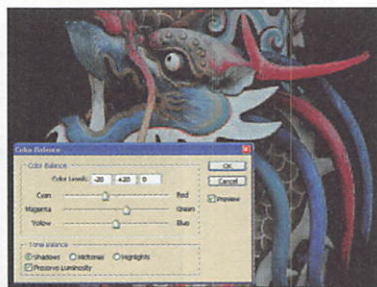 Color Balance
Color Balance
Color Levels: -20 +20 0
Cyan Red
Magenta Green
Yellow Blue
Tone Balance
Shadows Midtones Highlights
Preserve Luminosity
OK
Cancel
Preview